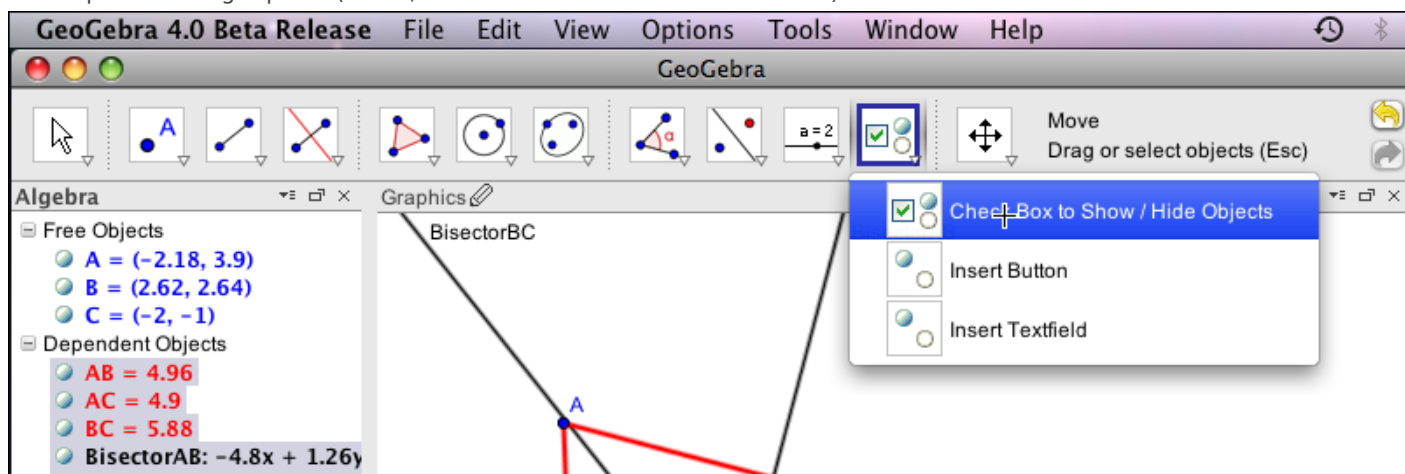 GeoGebra 4.0 Beta Release File Edit View Options Tools Window Help
GeoGebra
A
α
a=2
Move
Drag or select objects (Esc)
Algebra
Graphics
Check Box to Show / Hide Objects
Insert Button
Insert Textfield
Free Objects
A = (-2.18, 3.9)
B = (2.62, 2.64)
C = (-2, -1)
Dependent Objects
AB = 4.96
AC = 4.9
BC = 5.88
BisectorAB: -4.8x + 1.26y
BisectorBC
A